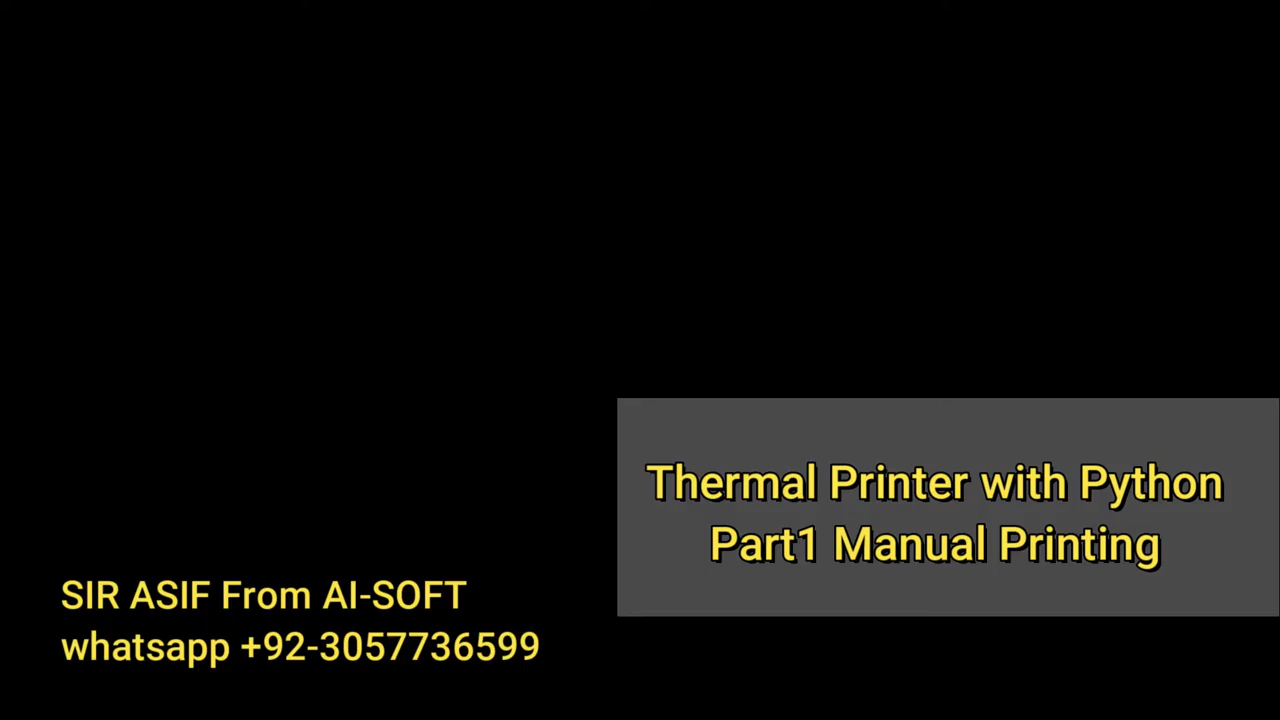 Thermal Printer with Python
Part1 Manual Printing
SIR ASIF From AI-SOFT
whatsapp +92-3057736599